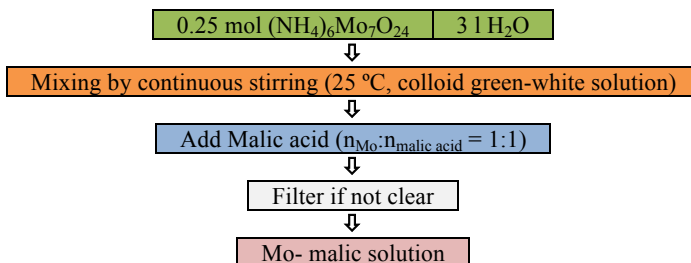 0.25 mol (NH4)6Mo7O24 3 l H2O
Mixing by continuous stirring (25 ºC, colloid green-white solution)
Add Malic acid (nMo:nmalic acid = 1:1)
Filter if not clear
Mo- malic solution